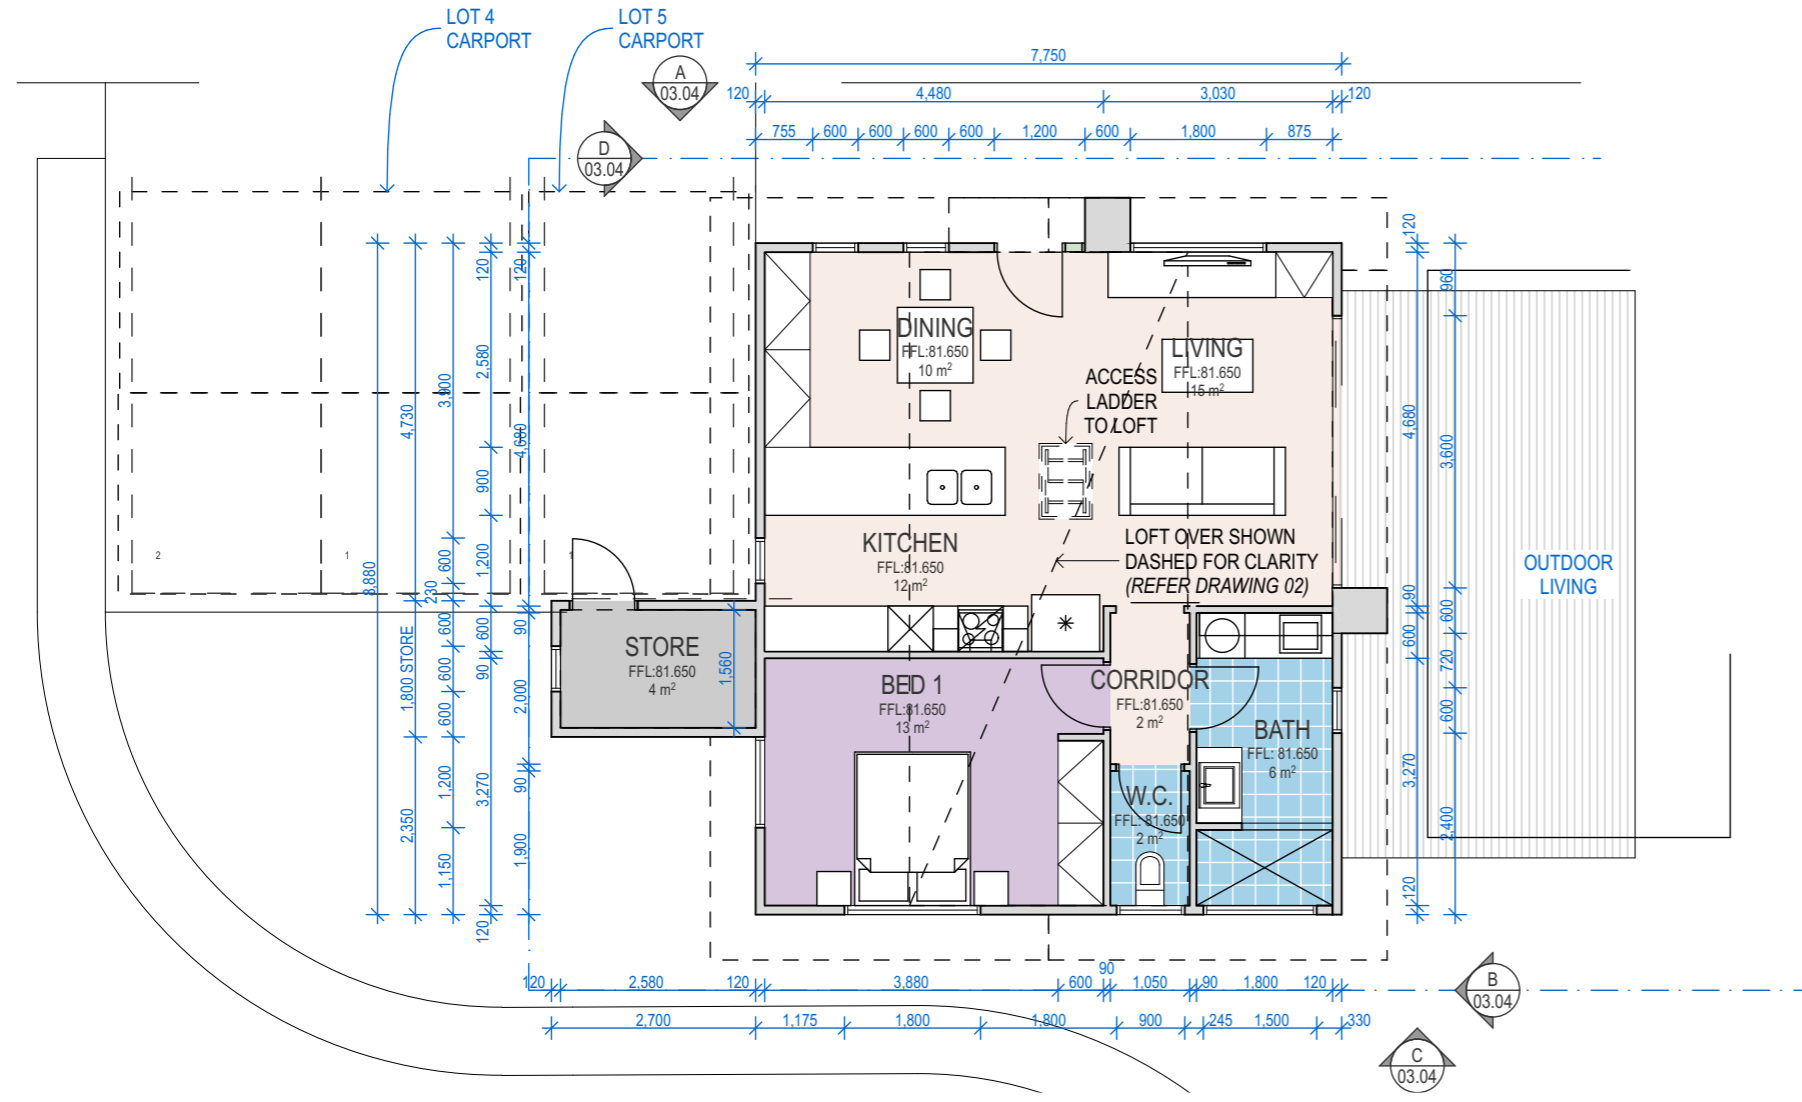 LOT 4
CARPORT
LOT 5
CARPORT
A
03.04
D
03.04
7,750
120
4,480
3,030
120
755
600
600
600
600
1,200
600
1,800
875
DINING
FFL:81.650
10 m²
LIVING
FFL:81.650
15 m²
ACCESS
LADDER
TO LOFT
KITCHEN
FFL:81.650
12 m²
LOFT OVER SHOWN
DASHED FOR CLARITY
(REFER DRAWING 02)
OUTDOOR
LIVING
2
1
1
STORE
FFL:81.650
4 m²
1,560
BED 1
FFL:81.650
13 m²
CORRIDOR
FFL:81.650
2 m²
BATH
FFL: 81.650
6 m²
W.C.
FFL: 81.650
2 m²
8,880
4,730
1,800 STORE
2,350
3,900
600
230
600
600
600
1,200
1,150
120
2,580
900
1,200
600
90
3,270
120
120
4,680
90
2,000
90
1,900
120
4,680
90
600
3,270
120
960
3,600
600
720
600
2,400
120
2,580
120
3,880
600
90
1,050
90
1,800
120
2,700
1,175
1,800
1,800
900
245
1,500
330
B
03.04
C
03.04